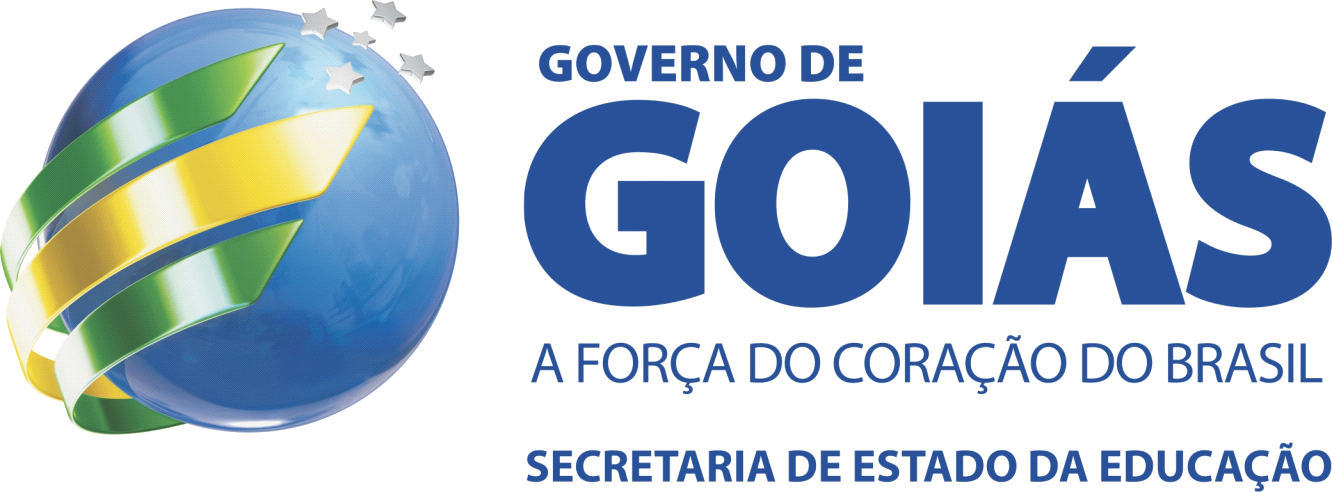 GOVERNO DE
GOIÁS
A FORÇA DO CORAÇÃO DO BRASIL
SECRETARIA DE ESTADO DA EDUCAÇÃO